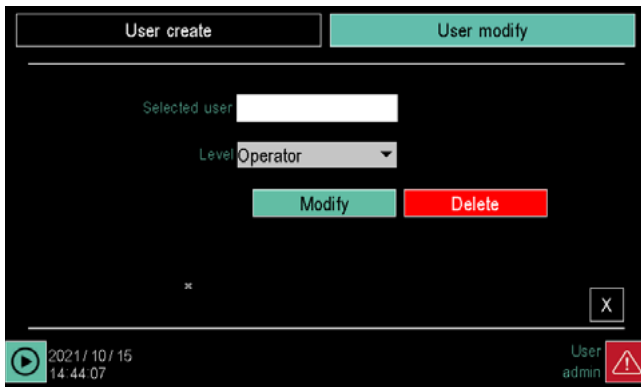 User create
User modify
Selected user
Level Operator
Modify
Delete
X
2021/10/15
14:44:07
User
admin